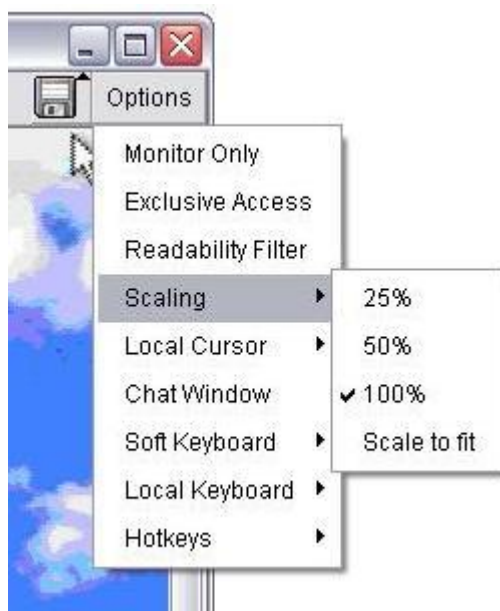 Options
Monitor Only
Exclusive Access
Readability Filter
Scaling
Local Cursor
Chat Window
Soft Keyboard
Local Keyboard
Hotkeys
25%
50%
100%
Scale to fit